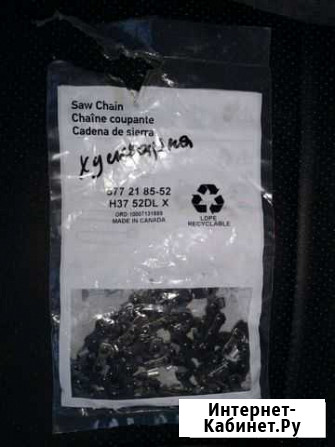 Saw Chain
Chaîne coupante
Cadena de sierra
577 21 85-52
H37 52DL X
MADE IN CANADA
LDPE
RECYCLABLE
Интернет-
Кабинет.Ру